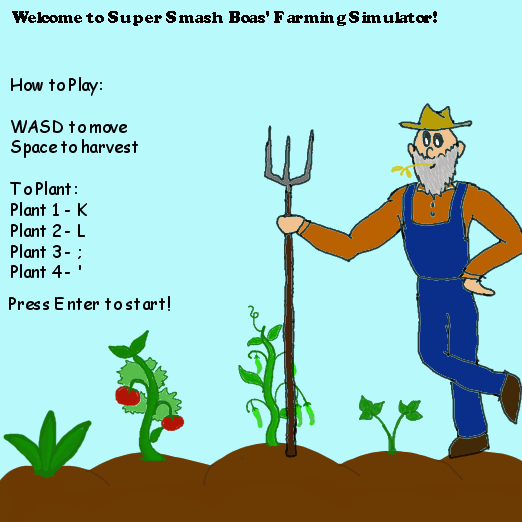 Welcome to Super Smash Boas' Farming Simulator!
How to Play:
WASD to move
Space to harvest
To Plant:
Plant 1 - K
Plant 2 - L
Plant 3 - ;
Plant 4 - '
Press Enter to start!